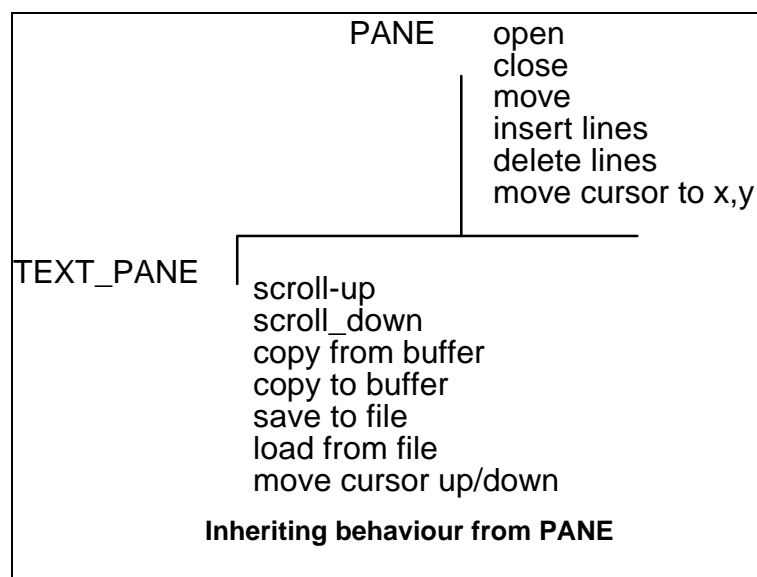 PANE open
close
move
insert lines
delete lines
move cursor to x,y
TEXT_PANE
scroll-up
scroll_down
copy from buffer
copy to buffer
save to file
load from file
move cursor up/down
Inheriting behaviour from PANE